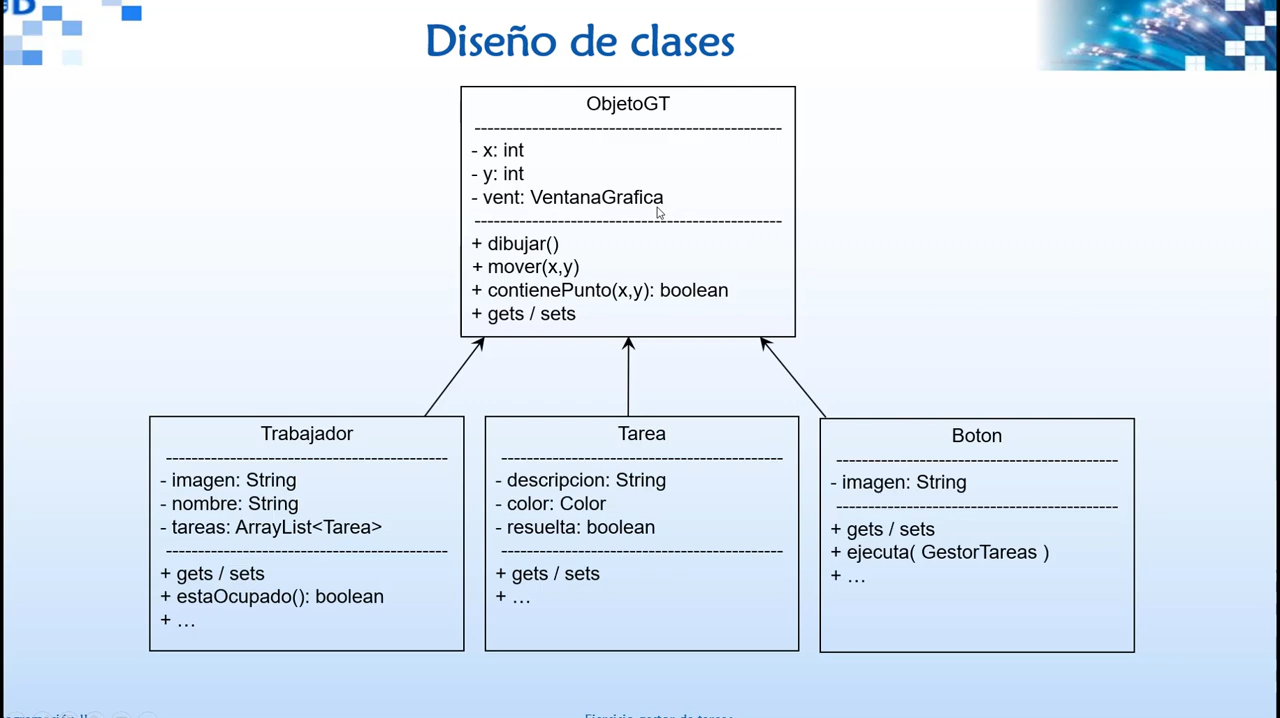 Diseño de clases
ObjetoGT
--------------------------------------------------
- x: int
- y: int
- vent: VentanaGrafica
--------------------------------------------------
+ dibujar()
+ mover(x,y)
+ contienePunto(x,y): boolean
+ gets / sets
Trabajador
--------------------------------------------
- imagen: String
- nombre: String
- tareas: ArrayList<Tarea>
--------------------------------------------
+ gets / sets
+ estaOcupado(): boolean
+ …
Tarea
--------------------------------------------
- descripcion: String
- color: Color
- resuelta: boolean
--------------------------------------------
+ gets / sets
+ …
Boton
--------------------------------------------
- imagen: String
--------------------------------------------
+ gets / sets
+ ejecuta( GestorTareas )
+ …